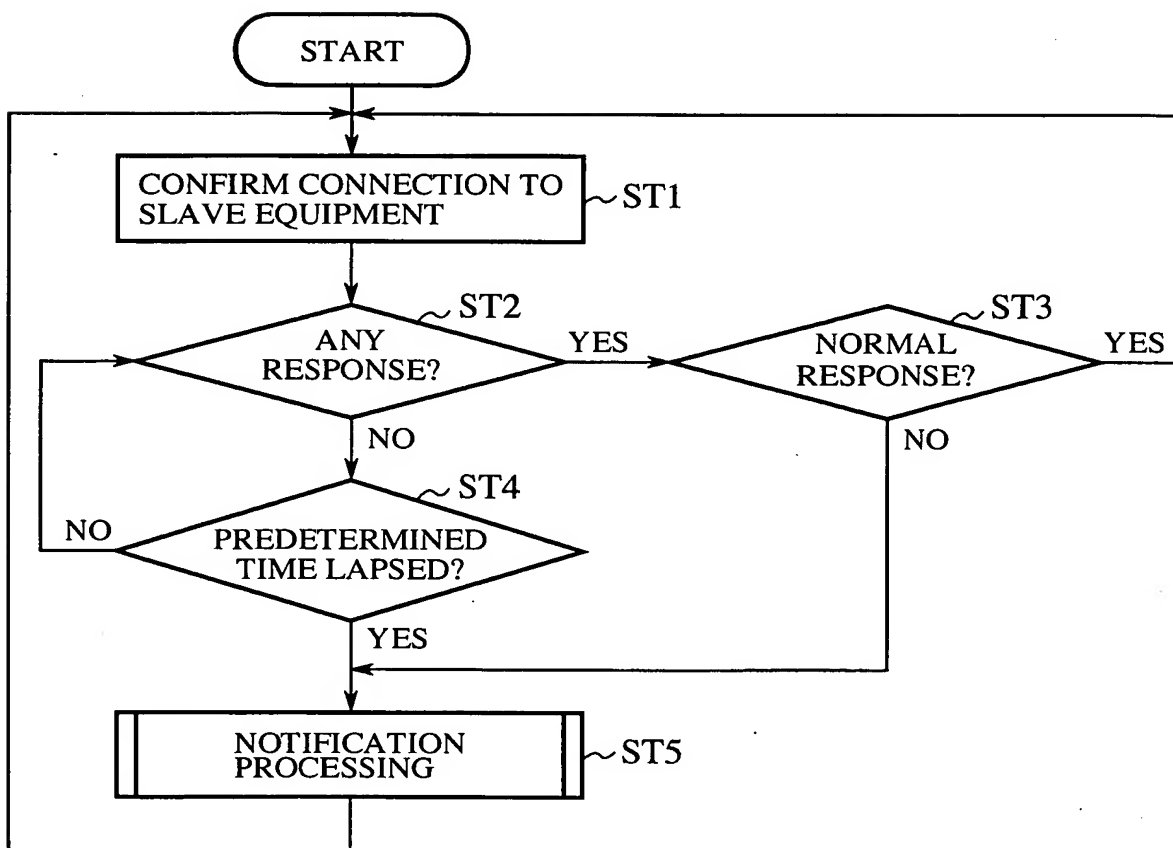 START
CONFIRM CONNECTION TO
SLAVE EQUIPMENT
ST1
ST2
ANY
RESPONSE?
YES
ST3
NORMAL
RESPONSE?
YES
NO
NO
ST4
PREDETERMINED
TIME LAPSED?
NO
YES
NOTIFICATION
PROCESSING
ST5